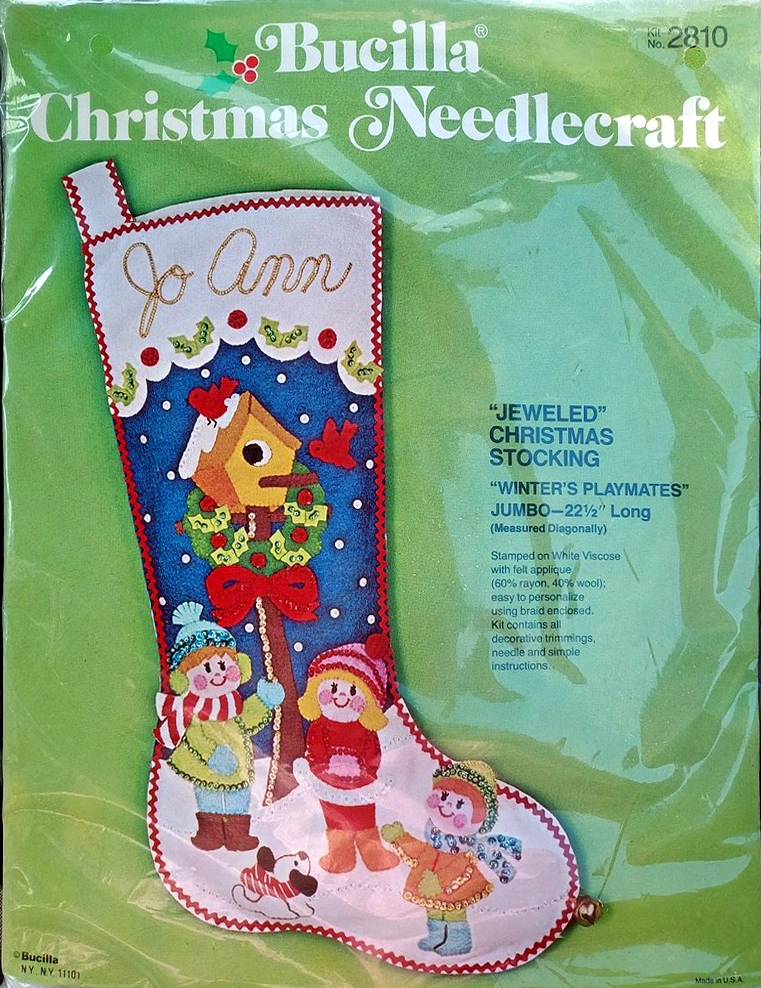 Bucilla®
Kit No. 2810
Christmas Needlecraft
Jo Ann
"JEWELED"
CHRISTMAS
STOCKING
"WINTER'S PLAYMATES"
JUMBO—22½" Long
(Measured Diagonally)
Stamped on White Viscose
with felt applique
(60% rayon, 40% wool);
easy to personalize
using braid enclosed.
Kit contains all
decorative trimmings,
needle and simple
instructions.
©Bucilla
N.Y. N.Y. 11101
Made in U.S.A.